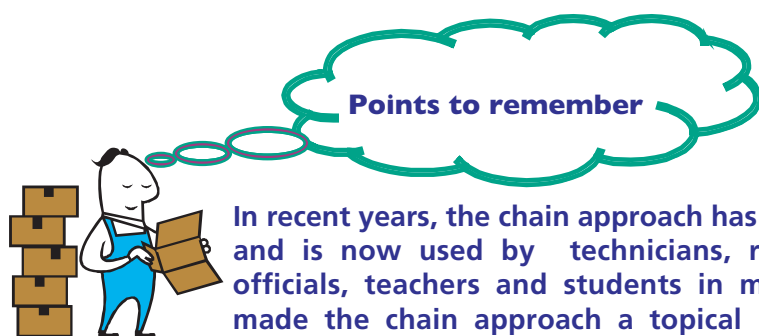 Points to remember
In recent years, the chain approach has
and is now used by technicians,
officials, teachers and students in
made the chain approach a topical